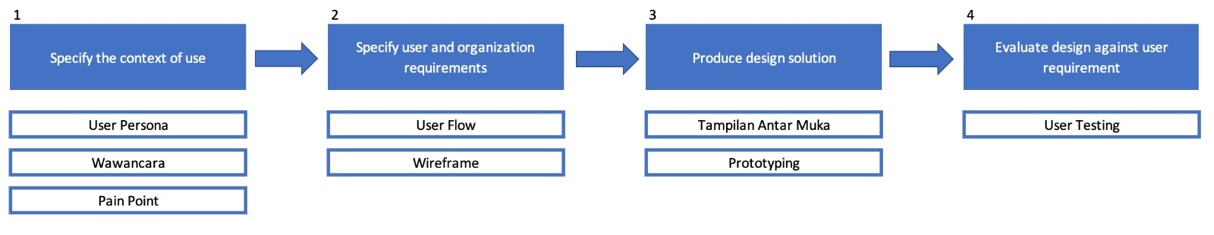 1
Specify the context of use
User Persona
Wawancara
Pain Point
2
Specify user and organization
requirements
User Flow
Wireframe
3
Produce design solution
Tampilan Antar Muka
Prototyping
4
Evaluate design against user
requirement
User Testing